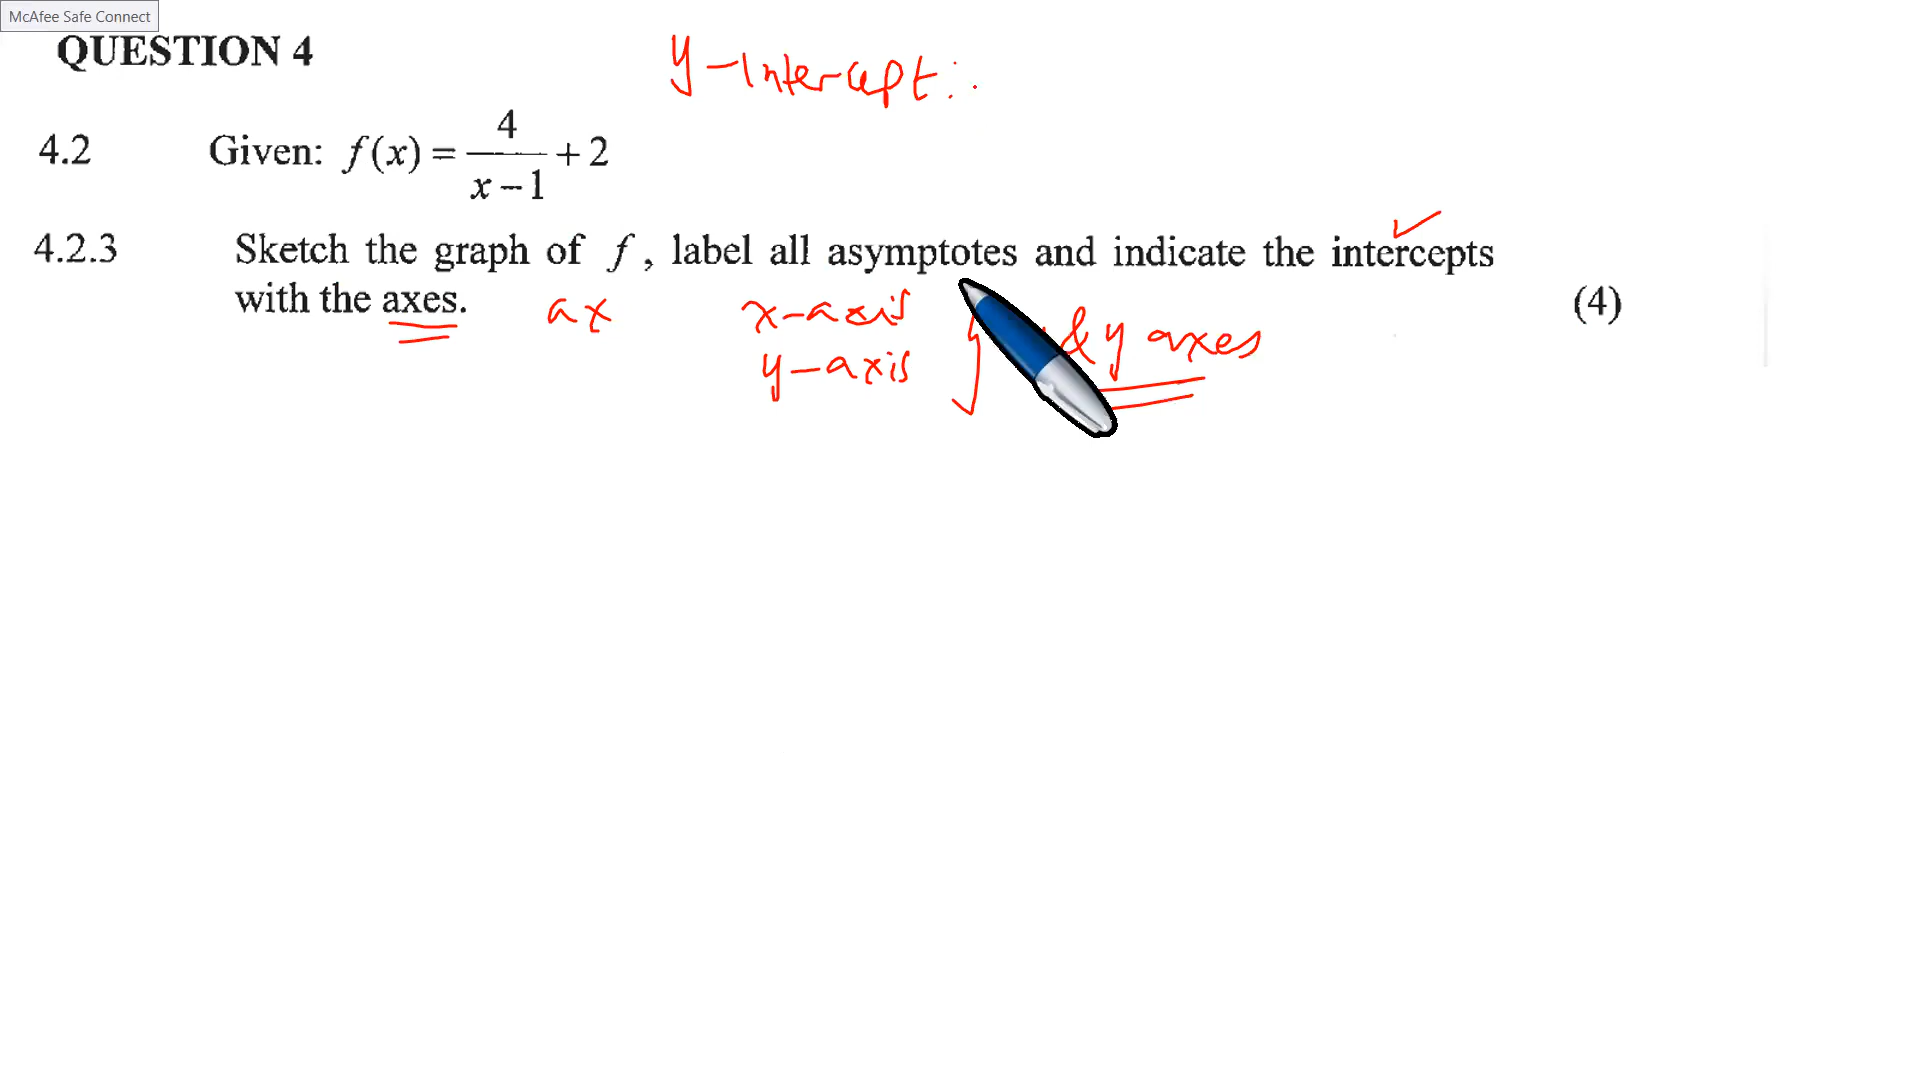 McAfee Safe Connect
QUESTION 4
y-intercept:
4.2 Given: f(x) = 4/(x − 1) + 2
4.2.3 Sketch the graph of f, label all asymptotes and indicate the intercepts
with the axes. (4)
ax
x-axis
y-axis
& y axes